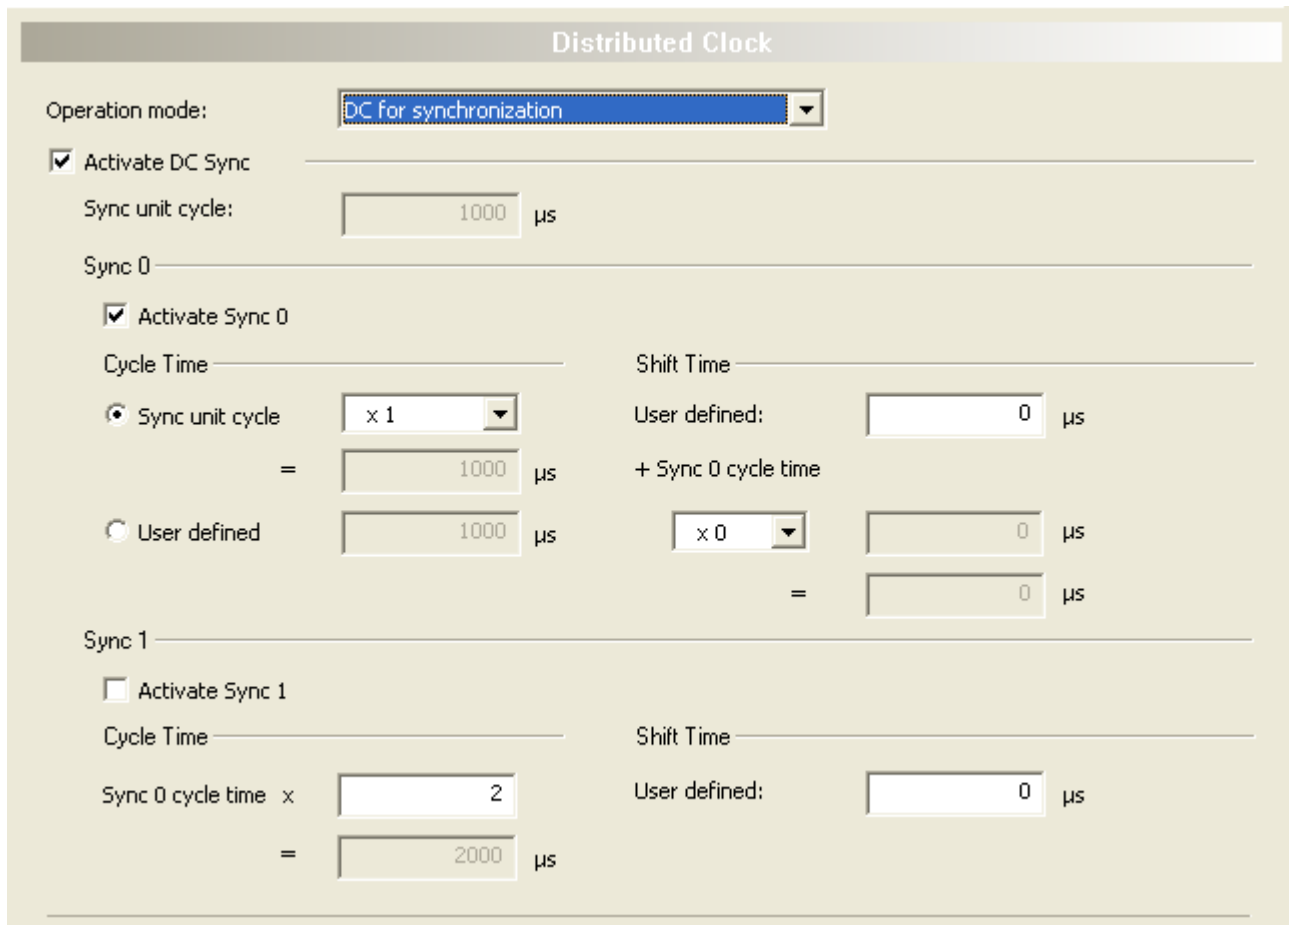 Distributed Clock
Operation mode: DC for synchronization
Activate DC Sync
Sync unit cycle: 1000 µs
Sync 0
Activate Sync 0
Cycle Time Shift Time
Sync unit cycle x 1 User defined: 0 µs
= 1000 µs + Sync 0 cycle time
User defined 1000 µs x 0 0 µs
= 0 µs
Sync 1
Activate Sync 1
Cycle Time Shift Time
Sync 0 cycle time x 2 User defined: 0 µs
= 2000 µs